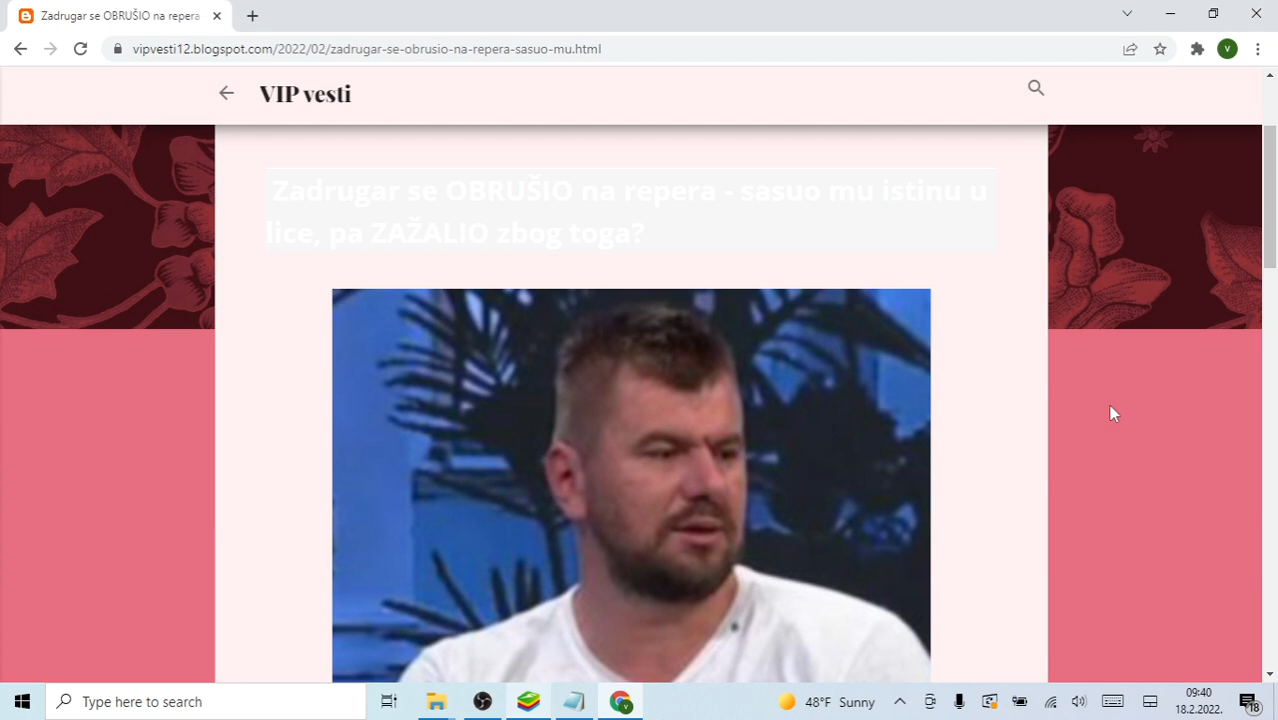 Zadrugar se OBRUŠIO na repera
vipvesti12.blogspot.com/2022/02/zadrugar-se-obrusio-na-repera-sasuo-mu.html
V
VIP vesti
Zadrugar se OBRUŠIO na repera - sasuo mu istinu u
lice, pa ZAŽALIO zbog toga?
Type here to search
V
48°F Sunny
09:40
18.2.2022.
18